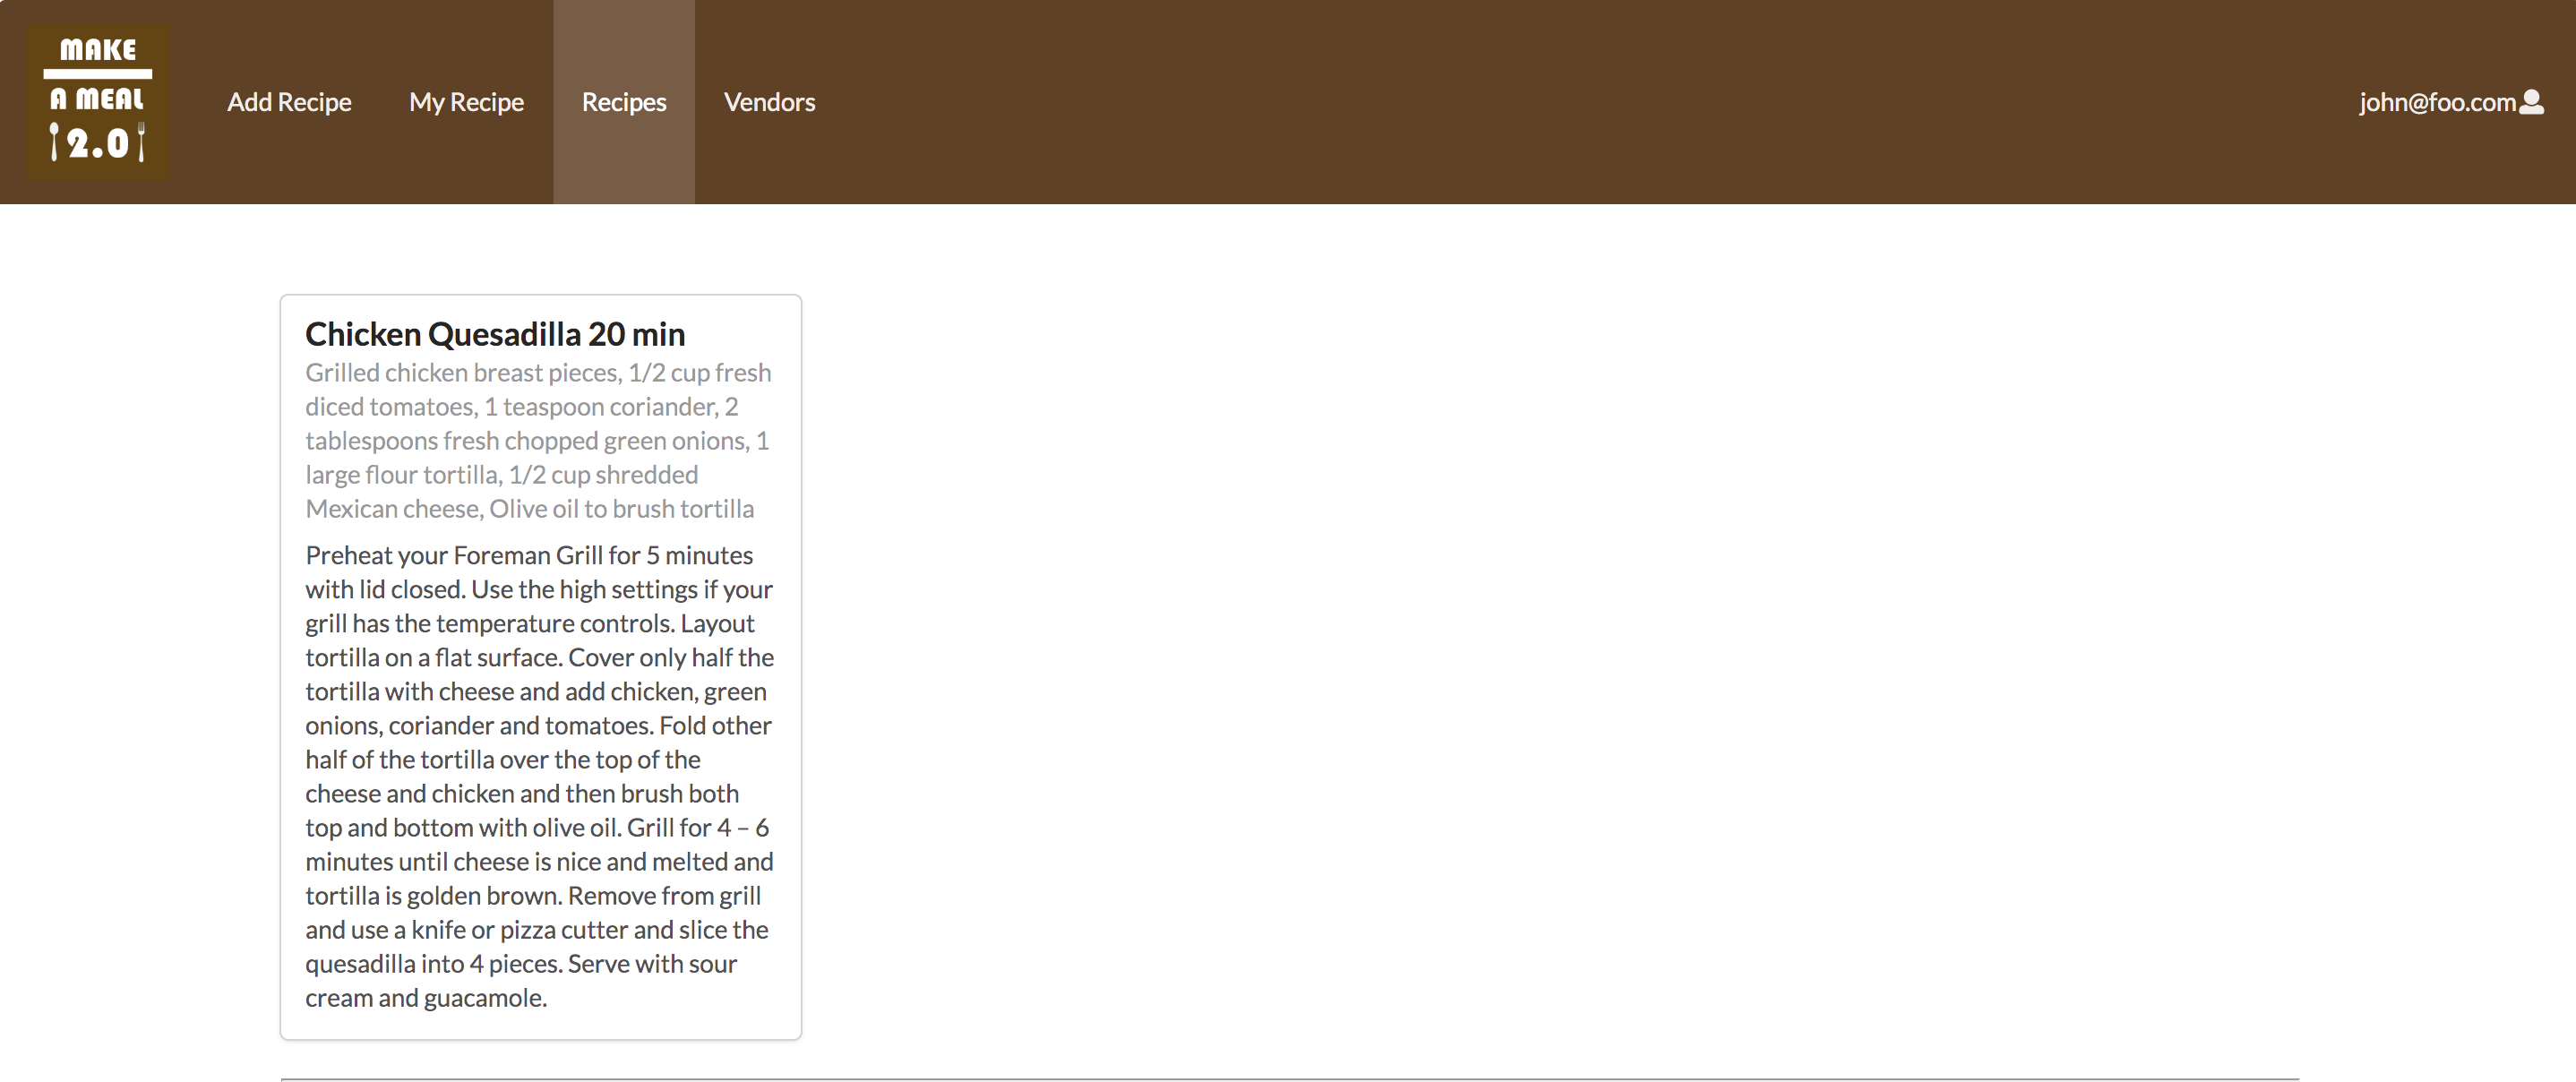 MAKE
A MEAL
2.0
Add Recipe
My Recipe
Recipes
Vendors
john@foo.com
Chicken Quesadilla 20 min
Grilled chicken breast pieces, 1/2 cup fresh
diced tomatoes, 1 teaspoon coriander, 2
tablespoons fresh chopped green onions, 1
large flour tortilla, 1/2 cup shredded
Mexican cheese, Olive oil to brush tortilla
Preheat your Foreman Grill for 5 minutes
with lid closed. Use the high settings if your
grill has the temperature controls. Layout
tortilla on a flat surface. Cover only half the
tortilla with cheese and add chicken, green
onions, coriander and tomatoes. Fold other
half of the tortilla over the top of the
cheese and chicken and then brush both
top and bottom with olive oil. Grill for 4 – 6
minutes until cheese is nice and melted and
tortilla is golden brown. Remove from grill
and use a knife or pizza cutter and slice the
quesadilla into 4 pieces. Serve with sour
cream and guacamole.